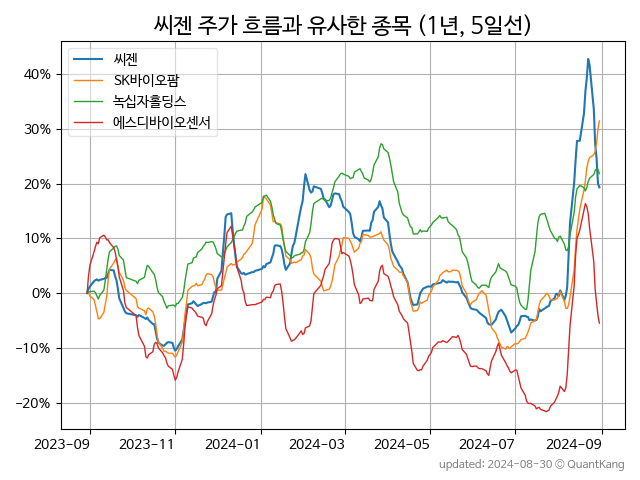 씨젠 주가 흐름과 유사한 종목 (1년, 5일선)
씨젠
SK바이오팜
녹십자홀딩스
에스디바이오센서
40%
30%
20%
10%
0%
−10%
−20%
2023-09 2023-11 2024-01 2024-03 2024-05 2024-07 2024-09
updated: 2024-08-30 © QuantKang